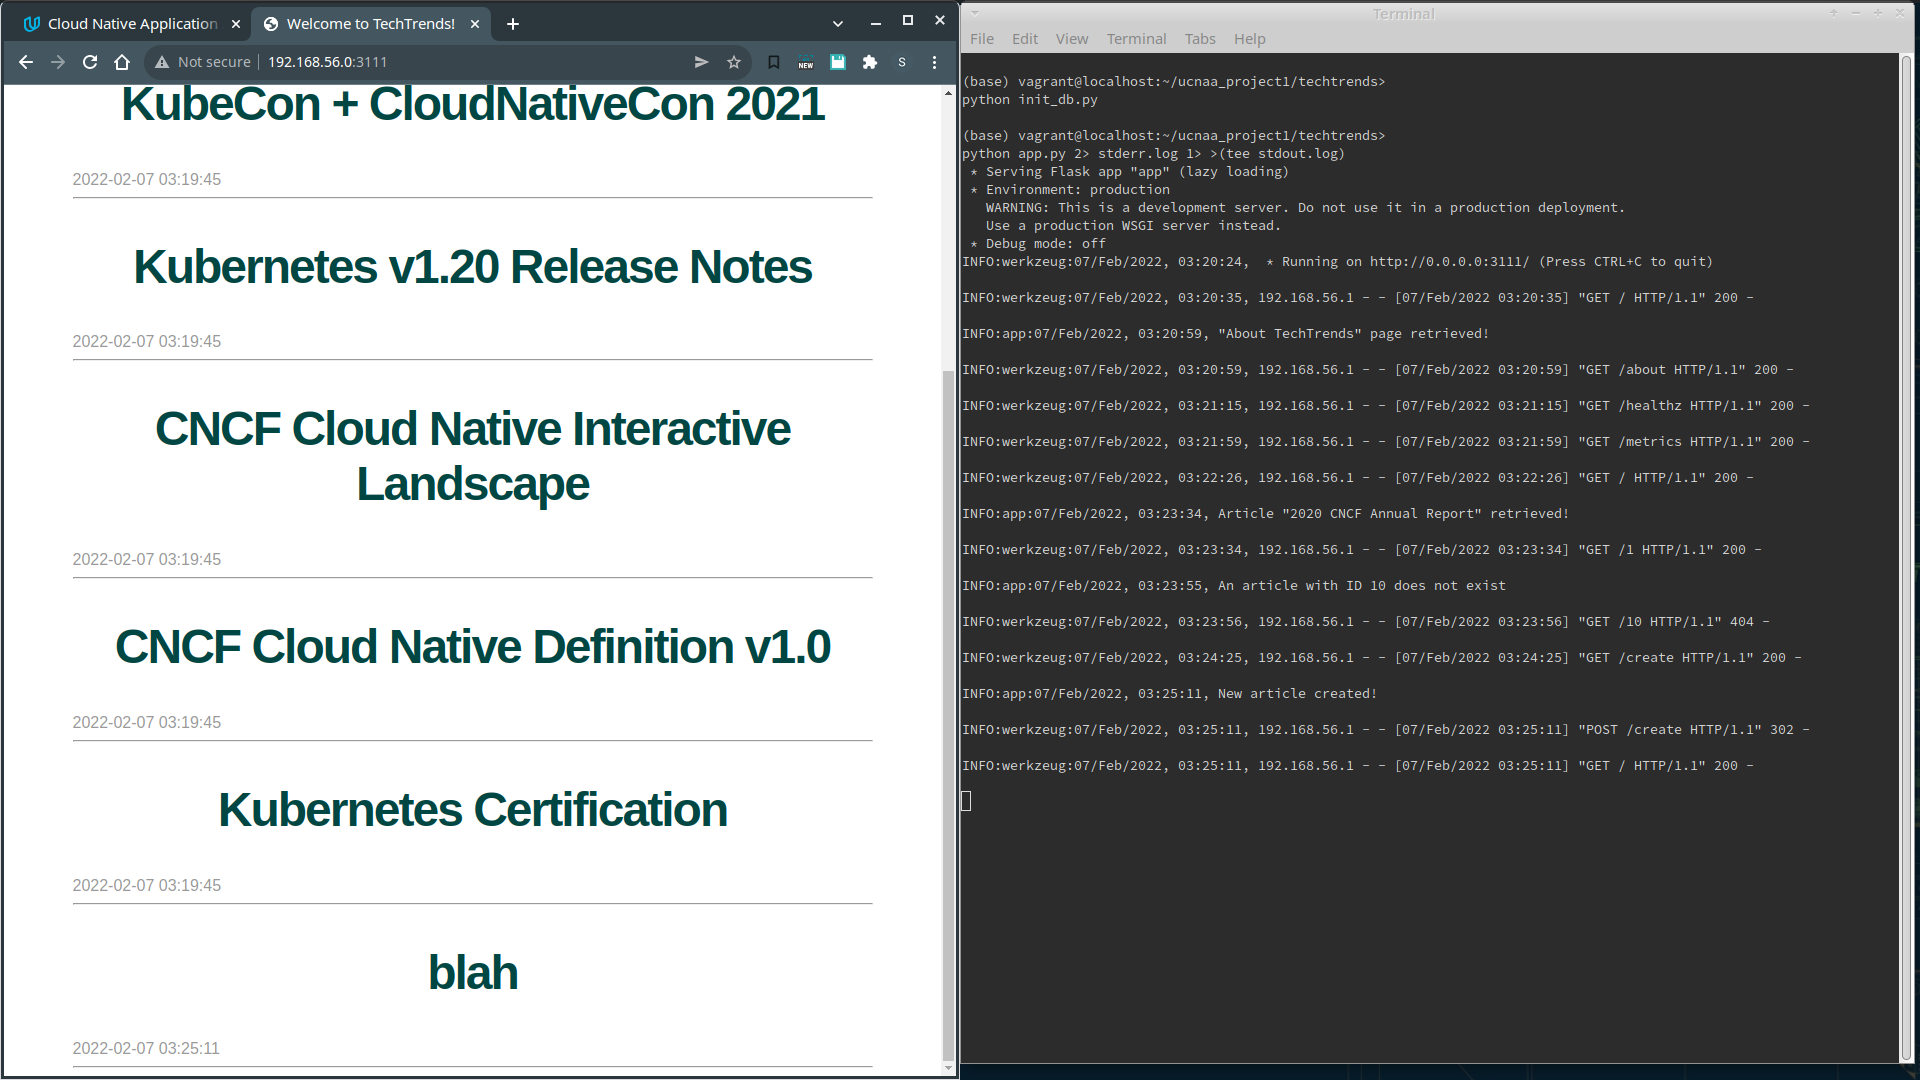 Cloud Native Application
Welcome to TechTrends!
Not secure
192.168.56.0:3111
NEW
S
KubeCon + CloudNativeCon 2021
2022-02-07 03:19:45
Kubernetes v1.20 Release Notes
2022-02-07 03:19:45
CNCF Cloud Native Interactive
Landscape
2022-02-07 03:19:45
CNCF Cloud Native Definition v1.0
2022-02-07 03:19:45
Kubernetes Certification
2022-02-07 03:19:45
blah
2022-02-07 03:25:11
Terminal
File Edit View Terminal Tabs Help
(base) vagrant@localhost:~/ucnaa_project1/techtrends>
python init_db.py
(base) vagrant@localhost:~/ucnaa_project1/techtrends>
python app.py 2> stderr.log 1> >(tee stdout.log)
* Serving Flask app "app" (lazy loading)
* Environment: production
WARNING: This is a development server. Do not use it in a production deployment.
Use a production WSGI server instead.
* Debug mode: off
INFO:werkzeug:07/Feb/2022, 03:20:24,  * Running on http://0.0.0.0:3111/ (Press CTRL+C to quit)
INFO:werkzeug:07/Feb/2022, 03:20:35, 192.168.56.1 - - [07/Feb/2022 03:20:35] "GET / HTTP/1.1" 200 -
INFO:app:07/Feb/2022, 03:20:59, "About TechTrends" page retrieved!
INFO:werkzeug:07/Feb/2022, 03:20:59, 192.168.56.1 - - [07/Feb/2022 03:20:59] "GET /about HTTP/1.1" 200 -
INFO:werkzeug:07/Feb/2022, 03:21:15, 192.168.56.1 - - [07/Feb/2022 03:21:15] "GET /healthz HTTP/1.1" 200 -
INFO:werkzeug:07/Feb/2022, 03:21:59, 192.168.56.1 - - [07/Feb/2022 03:21:59] "GET /metrics HTTP/1.1" 200 -
INFO:werkzeug:07/Feb/2022, 03:22:26, 192.168.56.1 - - [07/Feb/2022 03:22:26] "GET / HTTP/1.1" 200 -
INFO:app:07/Feb/2022, 03:23:34, Article "2020 CNCF Annual Report" retrieved!
INFO:werkzeug:07/Feb/2022, 03:23:34, 192.168.56.1 - - [07/Feb/2022 03:23:34] "GET /1 HTTP/1.1" 200 -
INFO:app:07/Feb/2022, 03:23:55, An article with ID 10 does not exist
INFO:werkzeug:07/Feb/2022, 03:23:56, 192.168.56.1 - - [07/Feb/2022 03:23:56] "GET /10 HTTP/1.1" 404 -
INFO:werkzeug:07/Feb/2022, 03:24:25, 192.168.56.1 - - [07/Feb/2022 03:24:25] "GET /create HTTP/1.1" 200 -
INFO:app:07/Feb/2022, 03:25:11, New article created!
INFO:werkzeug:07/Feb/2022, 03:25:11, 192.168.56.1 - - [07/Feb/2022 03:25:11] "POST /create HTTP/1.1" 302 -
INFO:werkzeug:07/Feb/2022, 03:25:11, 192.168.56.1 - - [07/Feb/2022 03:25:11] "GET / HTTP/1.1" 200 -